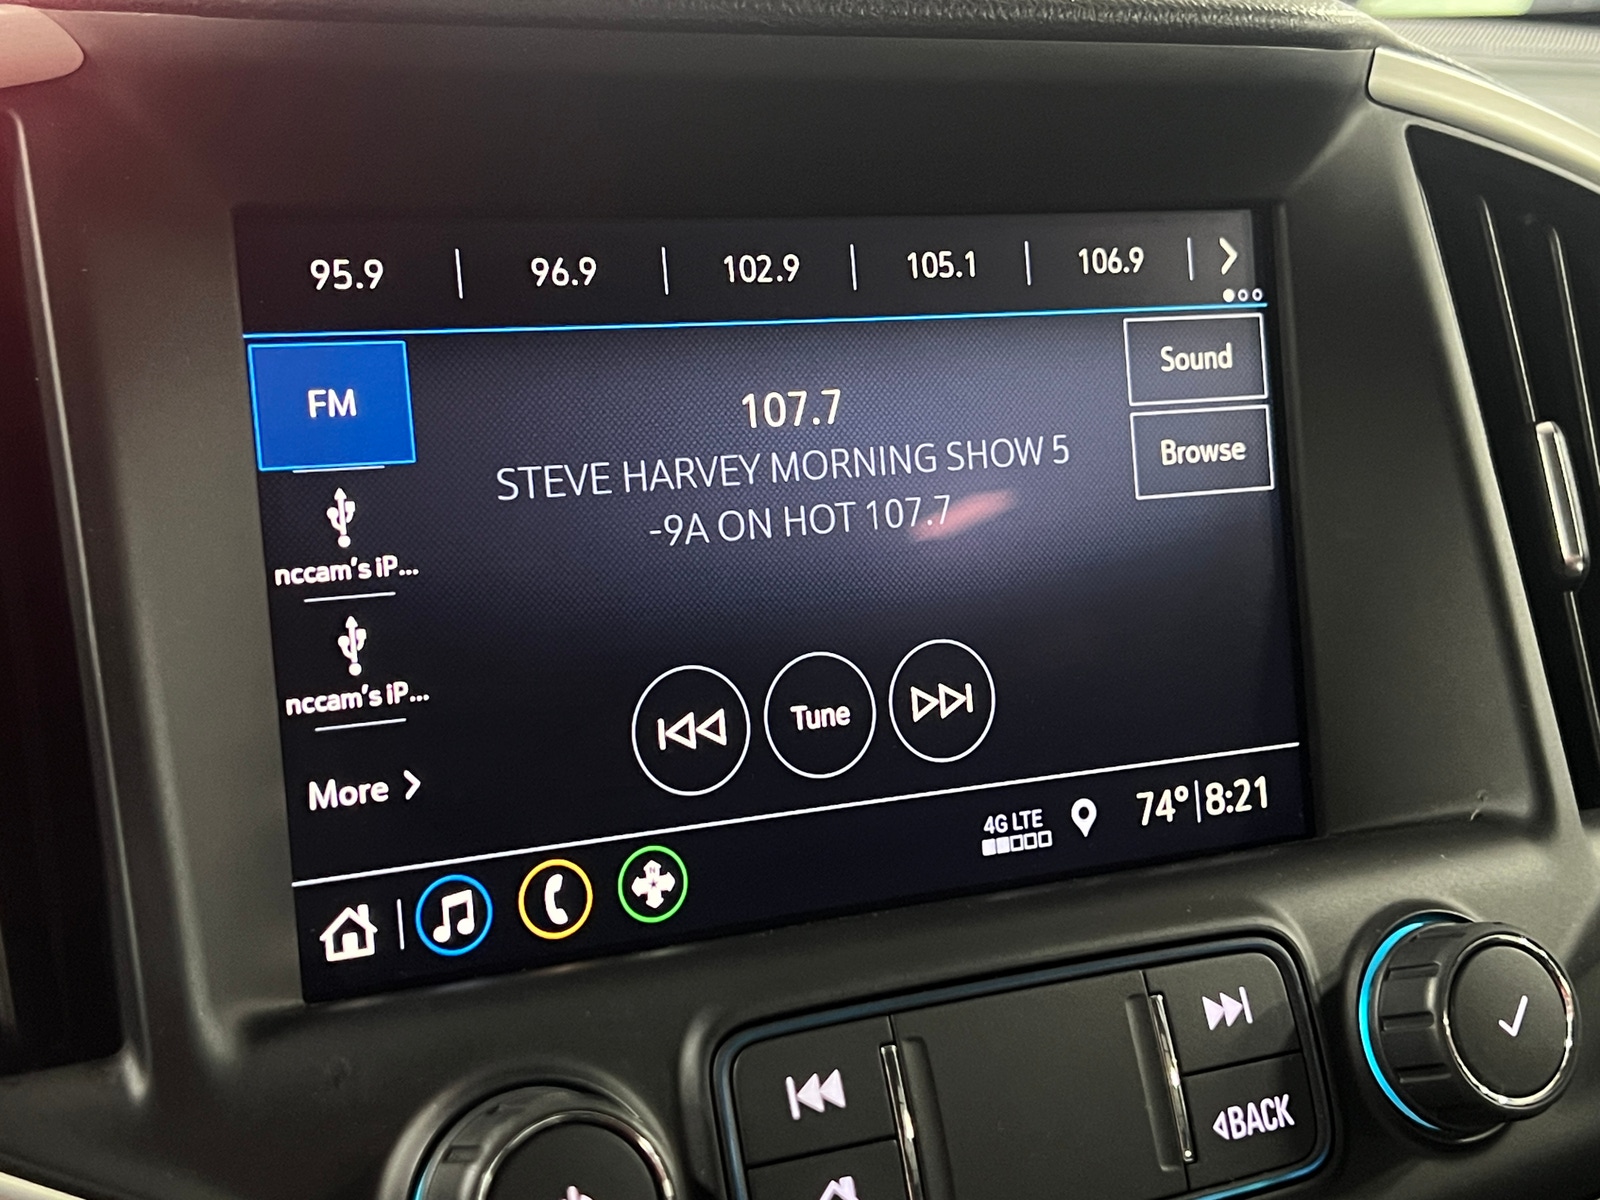 95.9 | 96.9 | 102.9 | 105.1 | 106.9 |
FM
107.7
STEVE HARVEY MORNING SHOW 5
-9A ON HOT 107.7
Sound
Browse
nccam's iP...
nccam's iP...
More
Tune
4G LTE
74° | 8:21
BACK